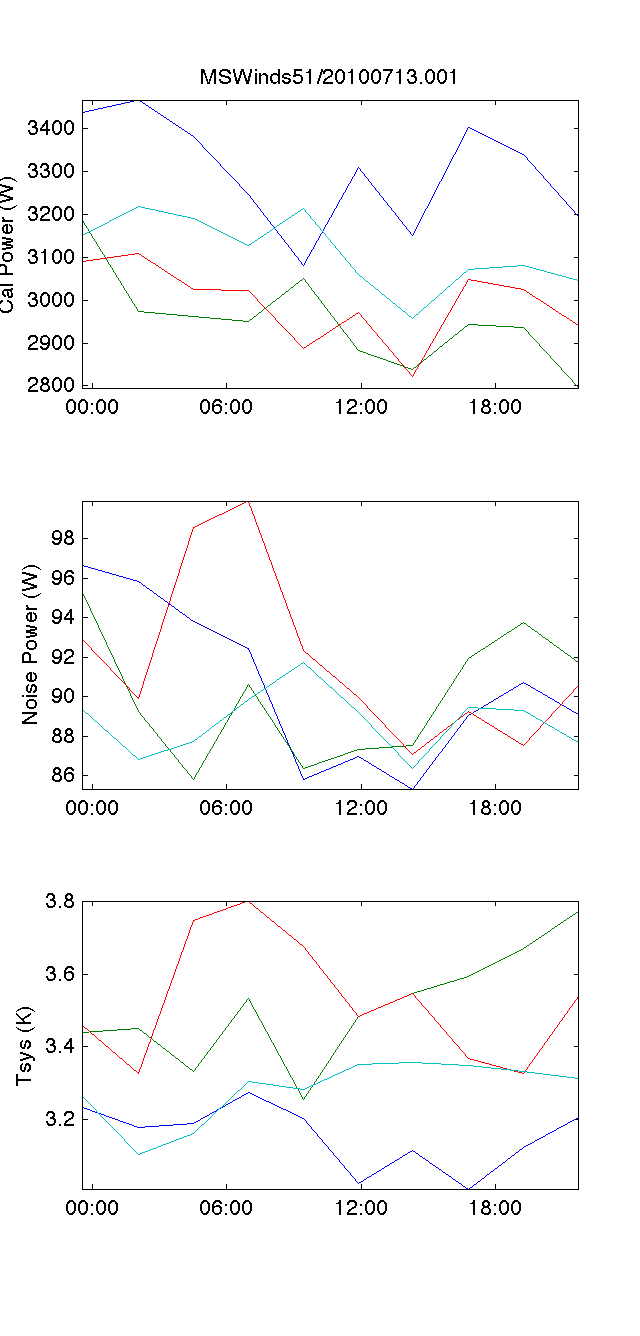 MSWinds51/20100713.001
Cal Power (W)
3400
3300
3200
3100
3000
2900
2800
00:00 06:00 12:00 18:00
Noise Power (W)
98
96
94
92
90
88
86
00:00 06:00 12:00 18:00
Tsys (K)
3.8
3.6
3.4
3.2
00:00 06:00 12:00 18:00